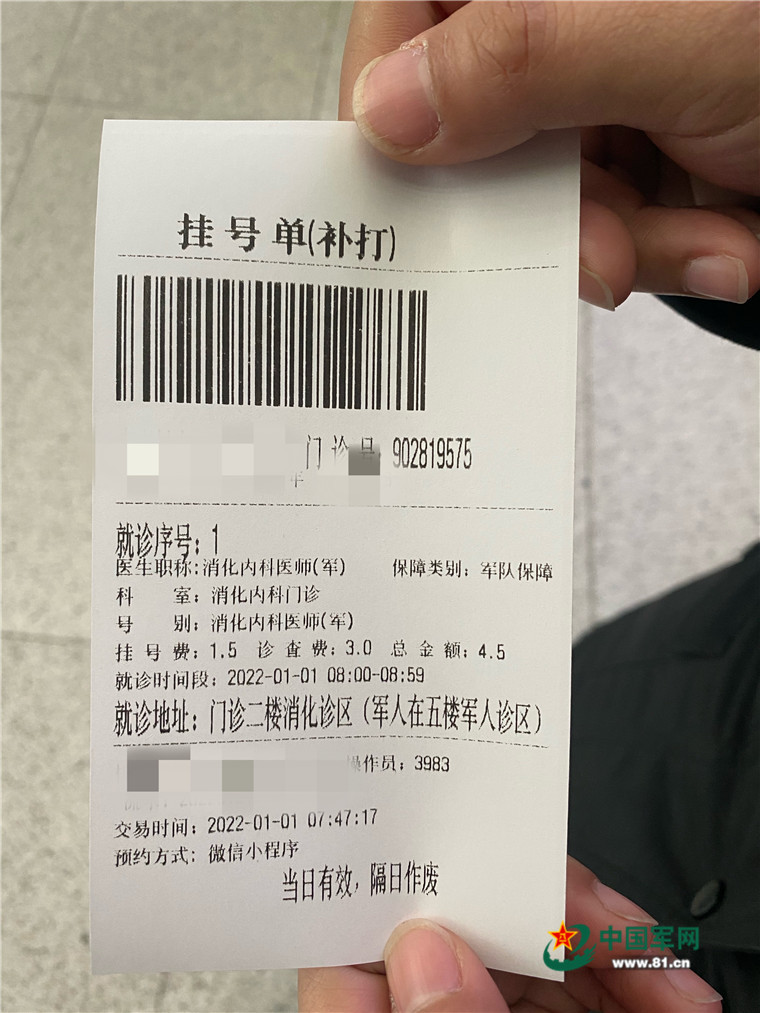 挂号单(补打)
门诊号 902819575
就诊序号：1
医生职称:消化内科医师(军) 保障类别：军队保障
科 室：消化内科门诊
号 别：消化内科医师(军)
挂号费：1.5 诊查费：3.0 总金额：4.5
就诊时间段：2022-01-01 08:00-08:59
就诊地址：门诊二楼消化诊区（军人在五楼军人诊区）
操作员：3983
交易时间：2022-01-01 07:47:17
预约方式：微信小程序
当日有效，隔日作废
中国军网
www.81.cn